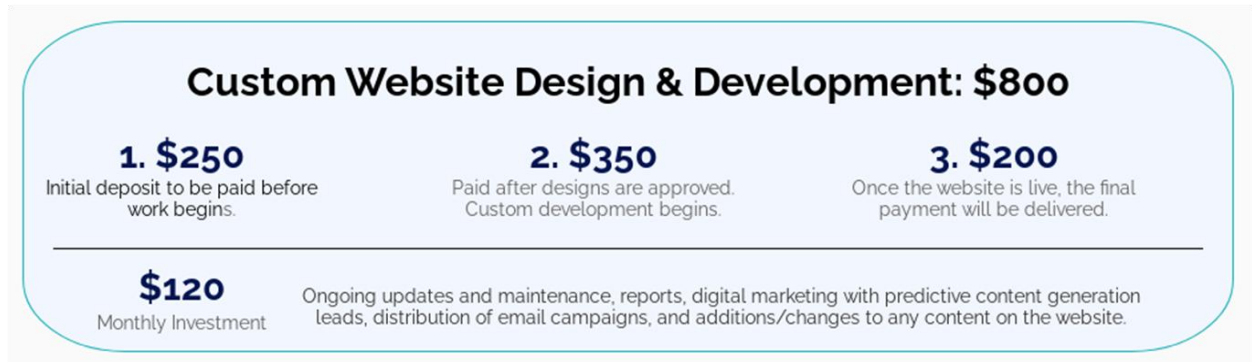 Custom Website Design & Development: $800
1. $250
Initial deposit to be paid before
work begins.
2. $350
Paid after designs are approved.
Custom development begins.
3. $200
Once the website is live, the final
payment will be delivered.
$120
Monthly Investment
Ongoing updates and maintenance, reports, digital marketing with predictive content generation
leads, distribution of email campaigns, and additions/changes to any content on the website.